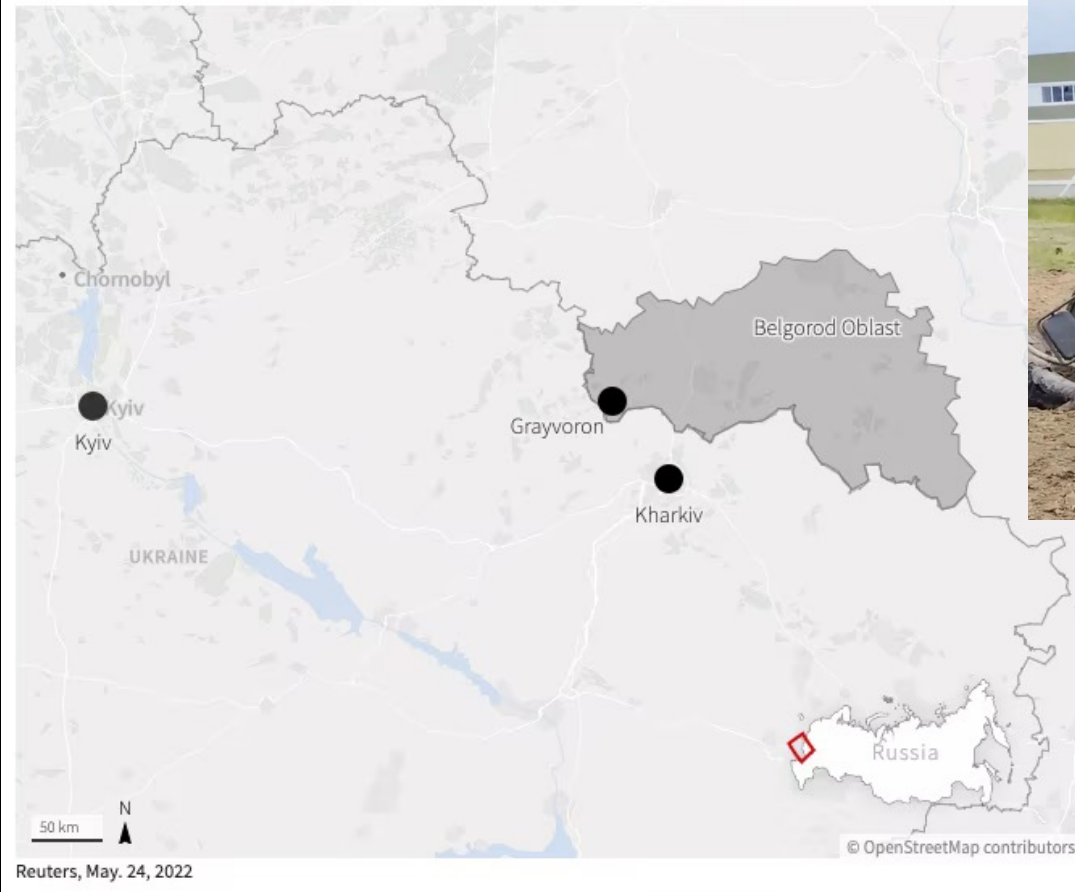 Chornobyl
Belgorod Oblast
Kyiv
Kyiv
Grayvoron
Kharkiv
UKRAINE
Russia
N
50 km
© OpenStreetMap contributors
Reuters, May. 24, 2022